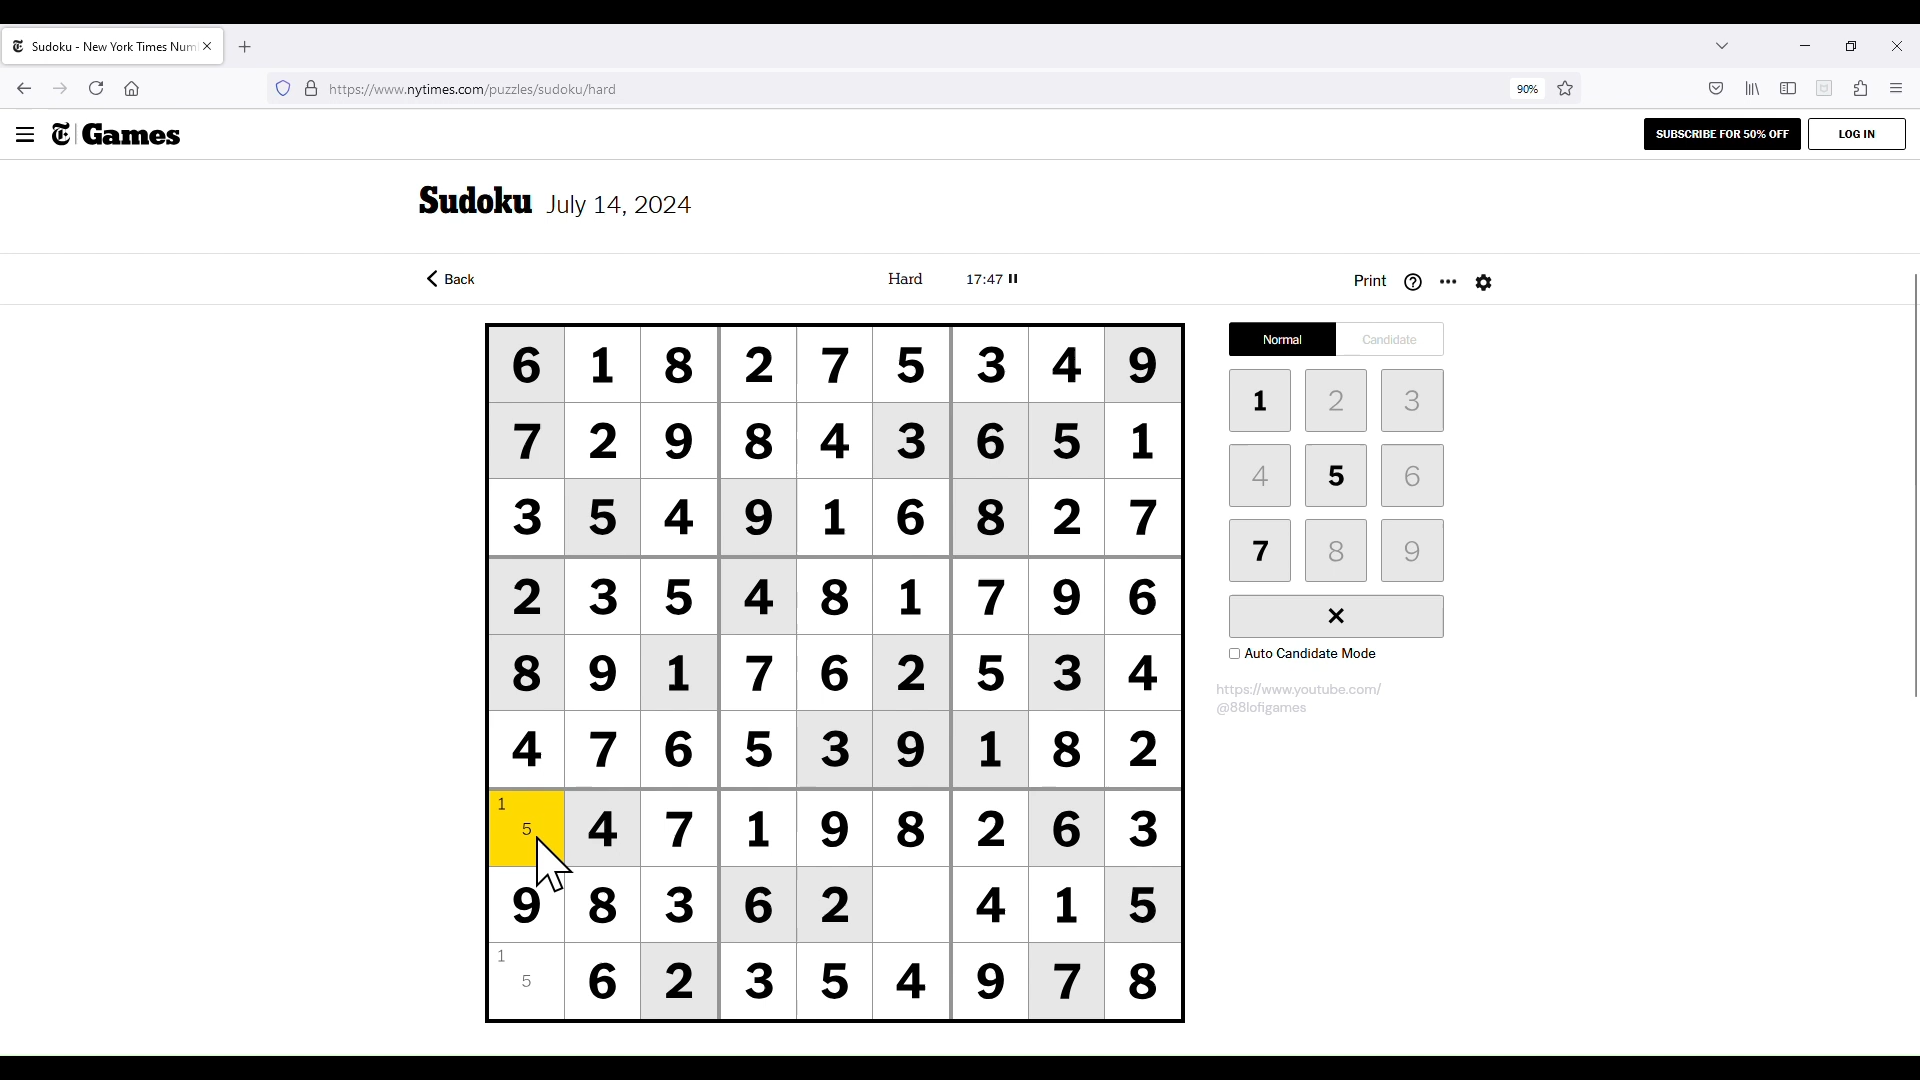 Sudoku - New York Times Num
https://www.nytimes.com/puzzles/sudoku/hard
90%
Games
SUBSCRIBE FOR 50% OFF
LOG IN
Sudoku July 14, 2024
Back
Hard
17:47
Print
6 1 8 2 7 5 3 4 9
7 2 9 8 4 3 6 5 1
3 5 4 9 1 6 8 2 7
2 3 5 4 8 1 7 9 6
8 9 1 7 6 2 5 3 4
4 7 6 5 3 9 1 8 2
1 5 4 7 1 9 8 2 6 3
9 8 3 6 2 4 1 5
1 5 6 2 3 5 4 9 7 8
Normal Candidate
1 2 3
4 5 6
7 8 9
Auto Candidate Mode
https://www.youtube.com/
@88lofigames